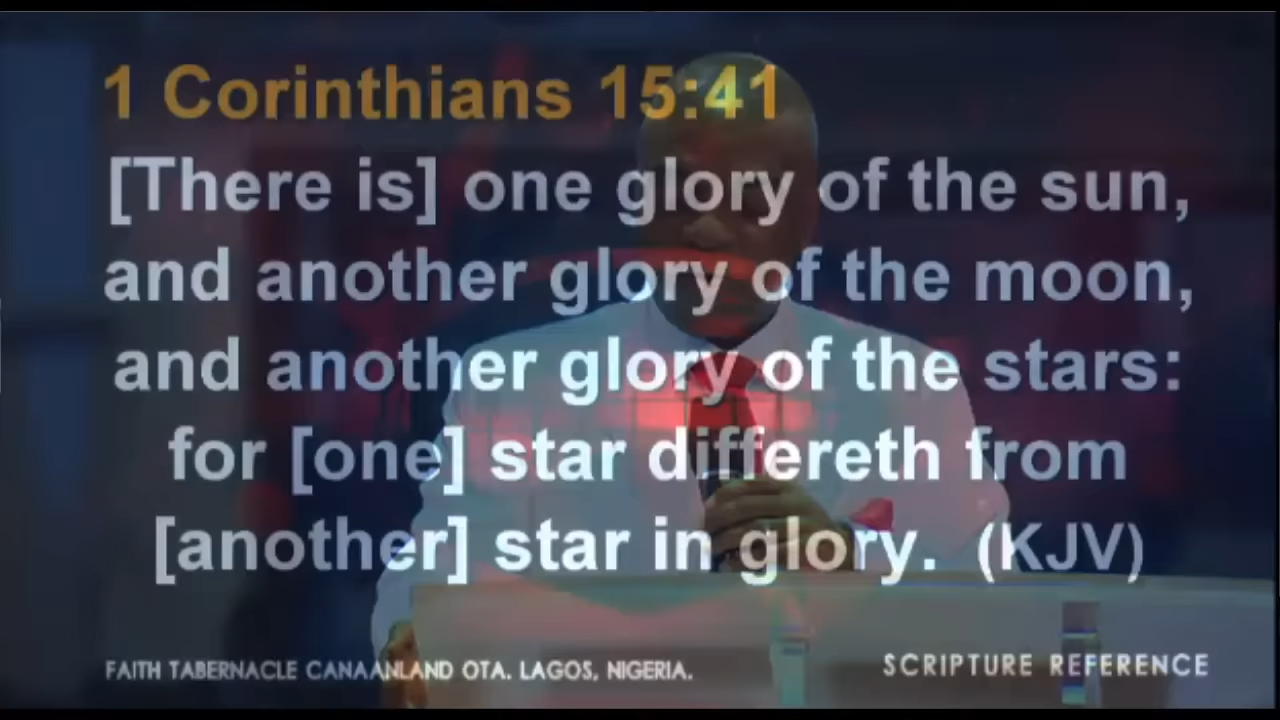 1 Corinthians 15:41
[There is] one glory of the sun,
and another glory of the moon,
and another glory of the stars:
for [one] star differeth from
[another] star in glory. (KJV)
FAITH TABERNACLE CANAANLAND OTA. LAGOS, NIGERIA.
SCRIPTURE REFERENCE